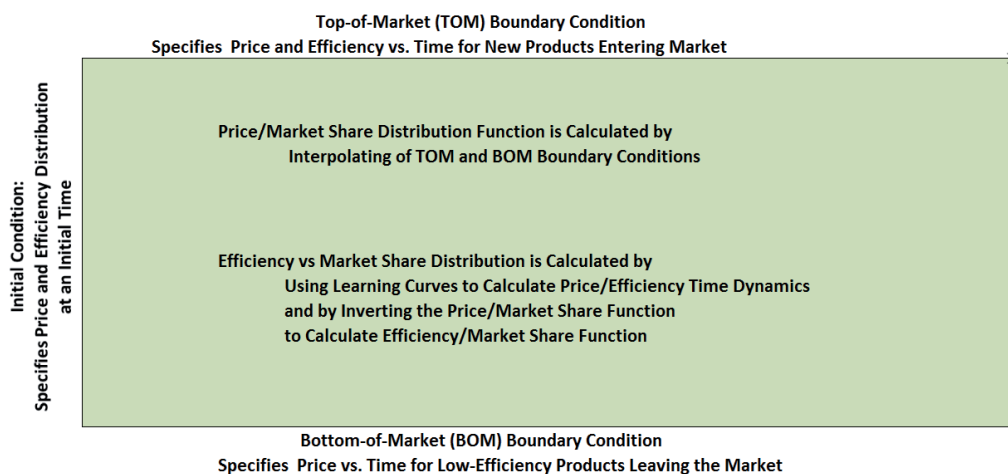 Top-of-Market (TOM) Boundary Condition
Specifies Price and Efficiency vs. Time for New Products Entering Market
Initial Condition:
Specifies Price and Efficiency Distribution
at an Initial Time
Price/Market Share Distribution Function is Calculated by
Interpolating of TOM and BOM Boundary Conditions
Efficiency vs Market Share Distribution is Calculated by
Using Learning Curves to Calculate Price/Efficiency Time Dynamics
and by Inverting the Price/Market Share Function
to Calculate Efficiency/Market Share Function
Bottom-of-Market (BOM) Boundary Condition
Specifies Price vs. Time for Low-Efficiency Products Leaving the Market